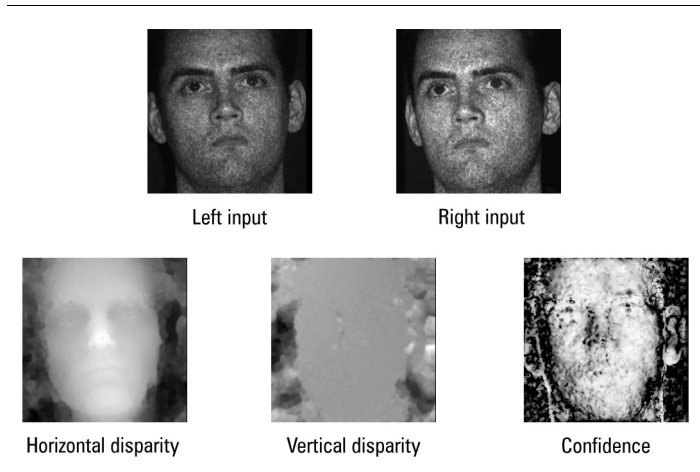 Left input
Right input
Horizontal disparity
Vertical disparity
Confidence